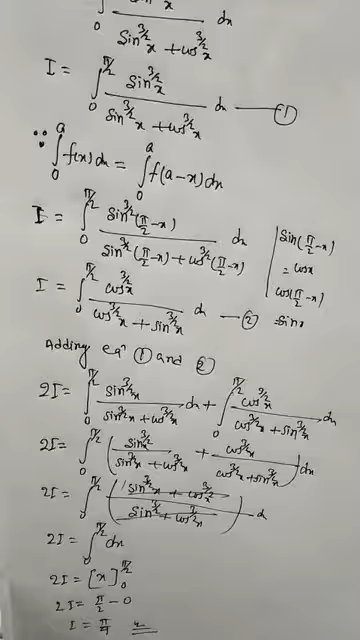 ∫₀ sin^{3/2}x / (sin^{3/2}x + cos^{3/2}x) dx
I = ∫₀^{π/2} sin^{3/2}x / (sin^{3/2}x + cos^{3/2}x) dx — ①
∵ ∫₀^a f(x) dx = ∫₀^a f(a-x) dx
I = ∫₀^{π/2} sin^{3/2}(π/2 - x) / (sin^{3/2}(π/2 - x) + cos^{3/2}(π/2 - x)) dx
sin(π/2 - x)
= cosx
cos(π/2 - x)
= sinx
I = ∫₀^{π/2} cos^{3/2}x / (cos^{3/2}x + sin^{3/2}x) dx — ②
Adding eqⁿ ① and ②
2I = ∫₀^{π/2} sin^{3/2}x / (sin^{3/2}x + cos^{3/2}x) dx + ∫₀^{π/2} cos^{3/2}x / (cos^{3/2}x + sin^{3/2}x) dx
2I = ∫₀^{π/2} (sin^{3/2}x / (sin^{3/2}x + cos^{3/2}x) + cos^{3/2}x / (cos^{3/2}x + sin^{3/2}x)) dx
2I = ∫₀^{π/2} ((sin^{3/2}x + cos^{3/2}x) / (sin^{3/2}x + cos^{3/2}x)) d
2I = ∫₀^{π/2} dx
2I = [x]₀^{π/2}
2I = π/2 - 0
I = π/4